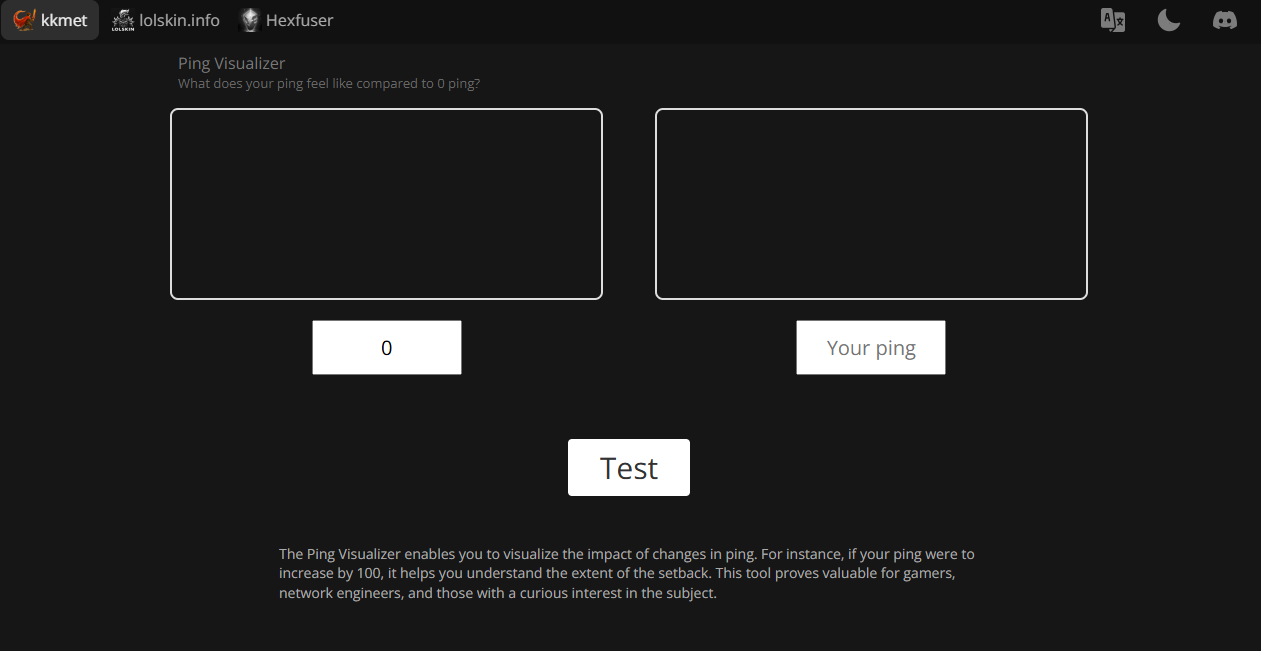 kkmet
LOLSKIN
lolskin.info
Hexfuser
A
Ping Visualizer
What does your ping feel like compared to 0 ping?
0
Your ping
Test
The Ping Visualizer enables you to visualize the impact of changes in ping. For instance, if your ping were to
increase by 100, it helps you understand the extent of the setback. This tool proves valuable for gamers,
network engineers, and those with a curious interest in the subject.